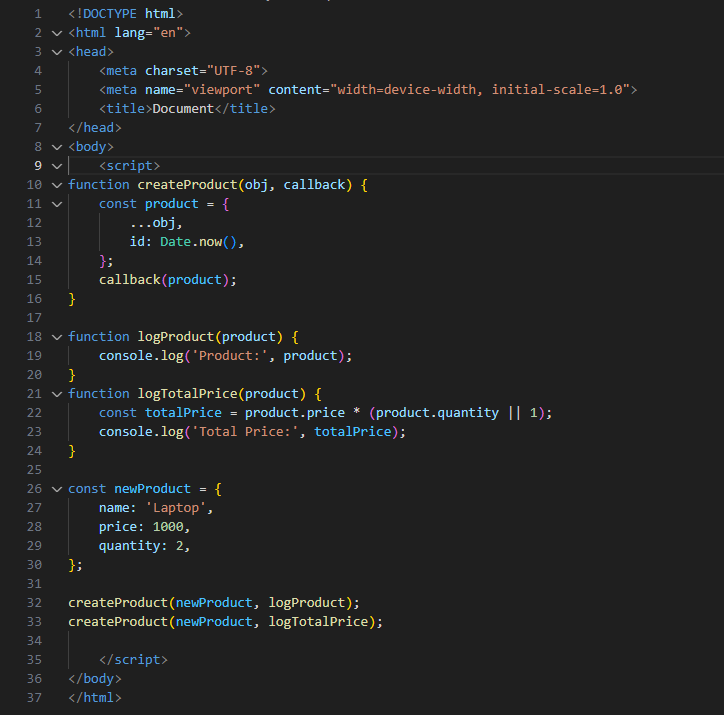 1 <!DOCTYPE html>
2 <html lang="en">
3 <head>
4     <meta charset="UTF-8">
5     <meta name="viewport" content="width=device-width, initial-scale=1.0">
6     <title>Document</title>
7 </head>
8 <body>
9     <script>
10 function createProduct(obj, callback) {
11     const product = {
12         ...obj,
13         id: Date.now(),
14     };
15     callback(product);
16 }
17
18 function logProduct(product) {
19     console.log('Product:', product);
20 }
21 function logTotalPrice(product) {
22     const totalPrice = product.price * (product.quantity || 1);
23     console.log('Total Price:', totalPrice);
24 }
25
26 const newProduct = {
27     name: 'Laptop',
28     price: 1000,
29     quantity: 2,
30 };
31
32 createProduct(newProduct, logProduct);
33 createProduct(newProduct, logTotalPrice);
34
35     </script>
36 </body>
37 </html>